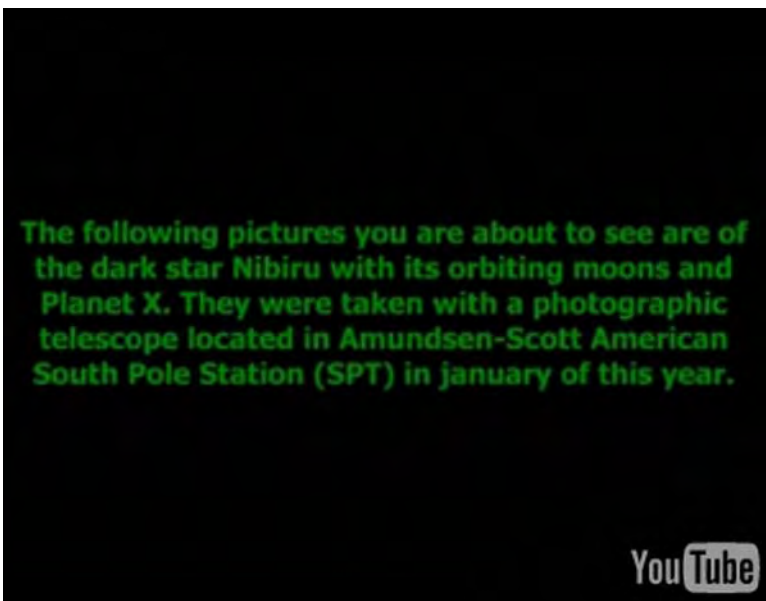 The following pictures you are about to see are of
the dark star Nibiru with its orbiting moons and
Planet X. They were taken with a photographic
telescope located in Amundsen-Scott American
South Pole Station (SPT) in january of this year.
YouTube